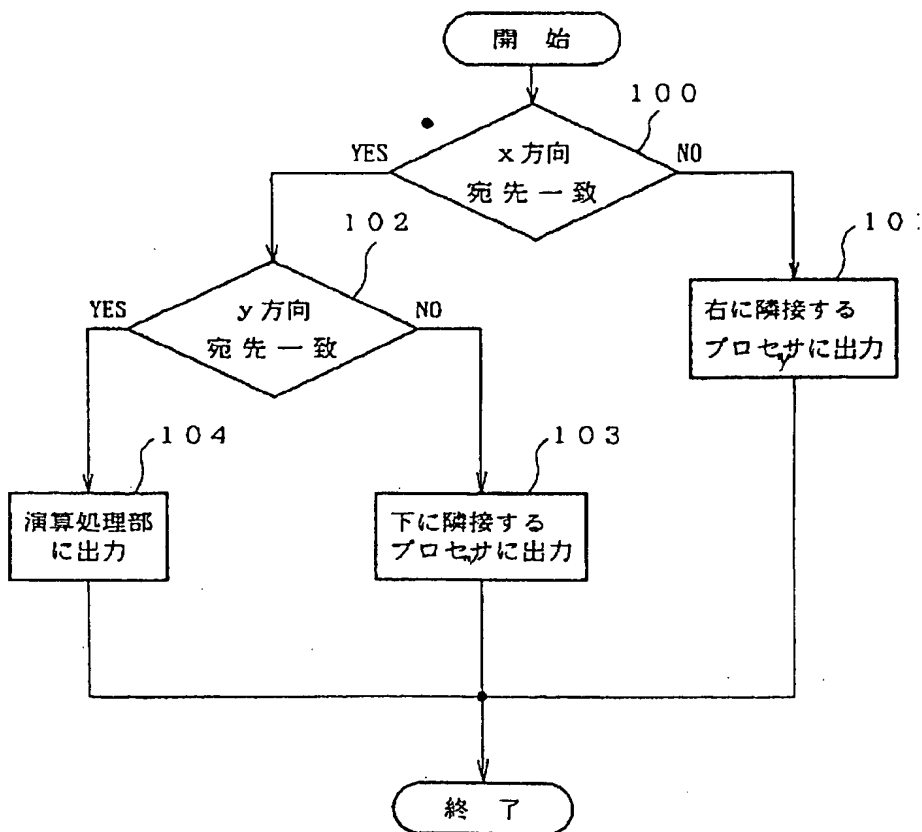 開始
100
x方向
宛先一致
YES
NO
102
y方向
宛先一致
YES
NO
右に隣接する
プロセッサに出力
104
103
演算処理部
に出力
下に隣接する
プロセッサに出力
終了